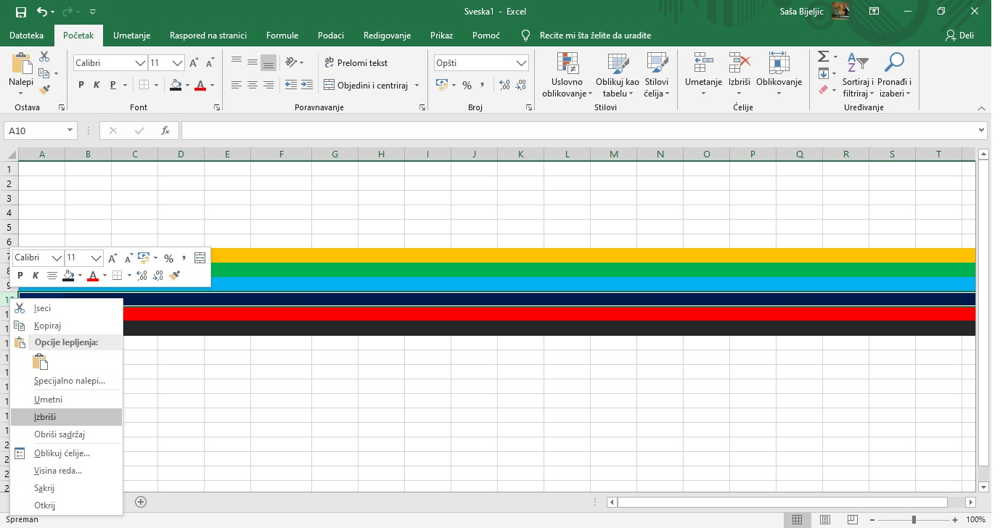 Sveska1 - Excel
Saša Bijeljic
Datoteka Početak Umetanje Raspored na stranici Formule Podaci Redigovanje Prikaz Pomoć Recite mi šta želite da uradite Deli
Nalepi
Calibri 11
P K P
ab Prelomi tekst
Objedini i centriraj
Opšti
%
Uslovno oblikovanje
Oblikuj kao tabelu
Stilovi ćelija
Umetanje Izbriši Oblikovanje
Sortiraj i filtriraj
Pronađi i izaberi
Ostava Font Poravnavanje Broj Stilovi Ćelije Uređivanje
A10 fx
A B C D E F G H I J K L M N O P Q R S T
1
2
3
4
5
6
Calibri 11 A A %
P K A
Iseci
Kopiraj
Opcije lepljenja:
Specijalno nalepi...
Umetni
Izbriši
Obriši sadržaj
Oblikuj ćelije...
Visina reda...
Sakrij
Otkrij
Spreman
100%